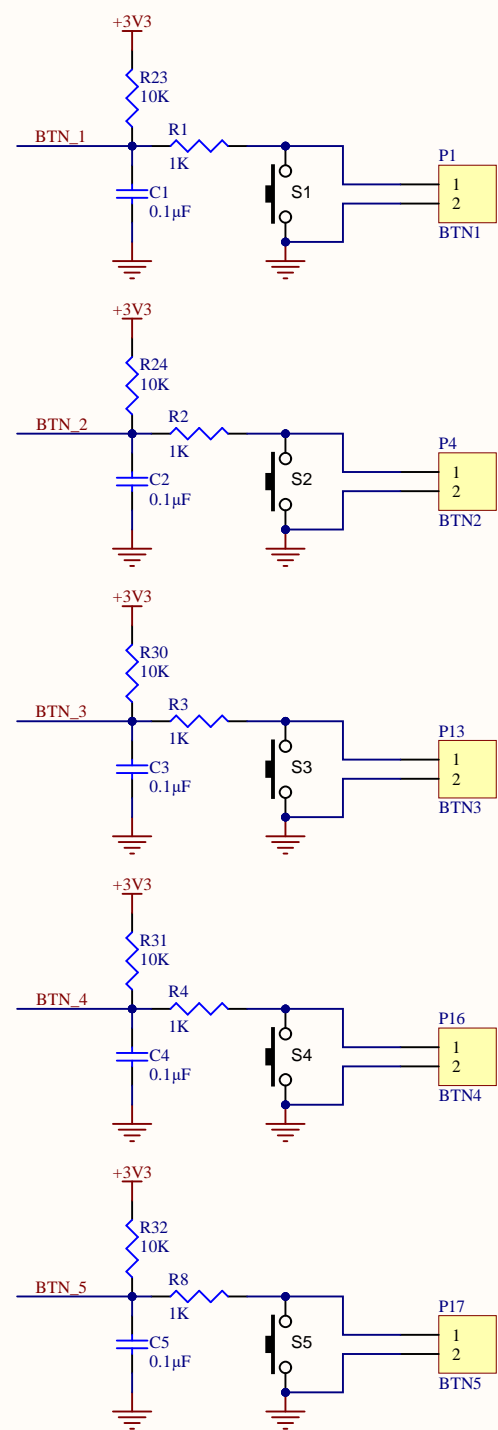 +3V3
R23
10K
BTN_1
R1
1K
C1
0.1µF
S1
P1
1
2
BTN1
+3V3
R24
10K
BTN_2
R2
1K
C2
0.1µF
S2
P4
1
2
BTN2
+3V3
R30
10K
BTN_3
R3
1K
C3
0.1µF
S3
P13
1
2
BTN3
+3V3
R31
10K
BTN_4
R4
1K
C4
0.1µF
S4
P16
1
2
BTN4
+3V3
R32
10K
BTN_5
R8
1K
C5
0.1µF
S5
P17
1
2
BTN5